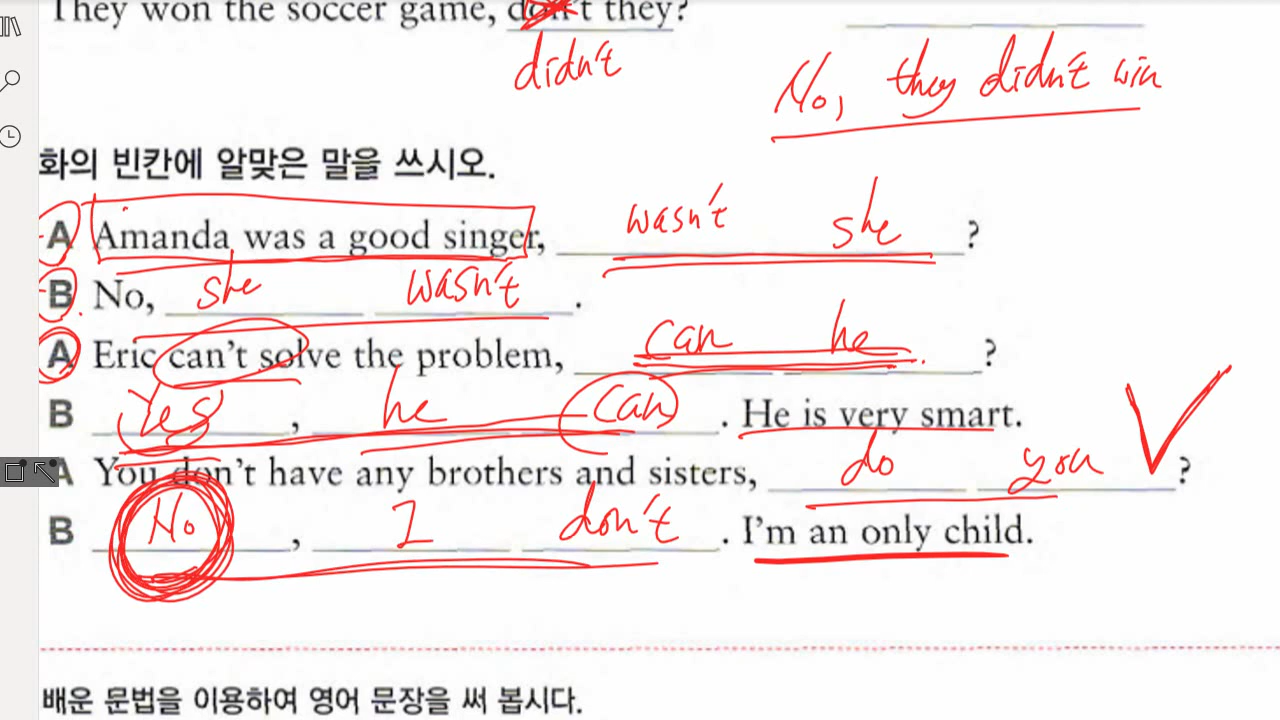 They won the soccer game, don't they?
didn't
No, they didn't win
화의 빈칸에 알맞은 말을 쓰시오.
A Amanda was a good singer, wasn't she ?
B No, she wasn't .
A Eric can't solve the problem, can he ?
B Yes , he can . He is very smart.
A You don't have any brothers and sisters, do you ?
B No , I don't . I'm an only child.
배운 문법을 이용하여 영어 문장을 써 봅시다.